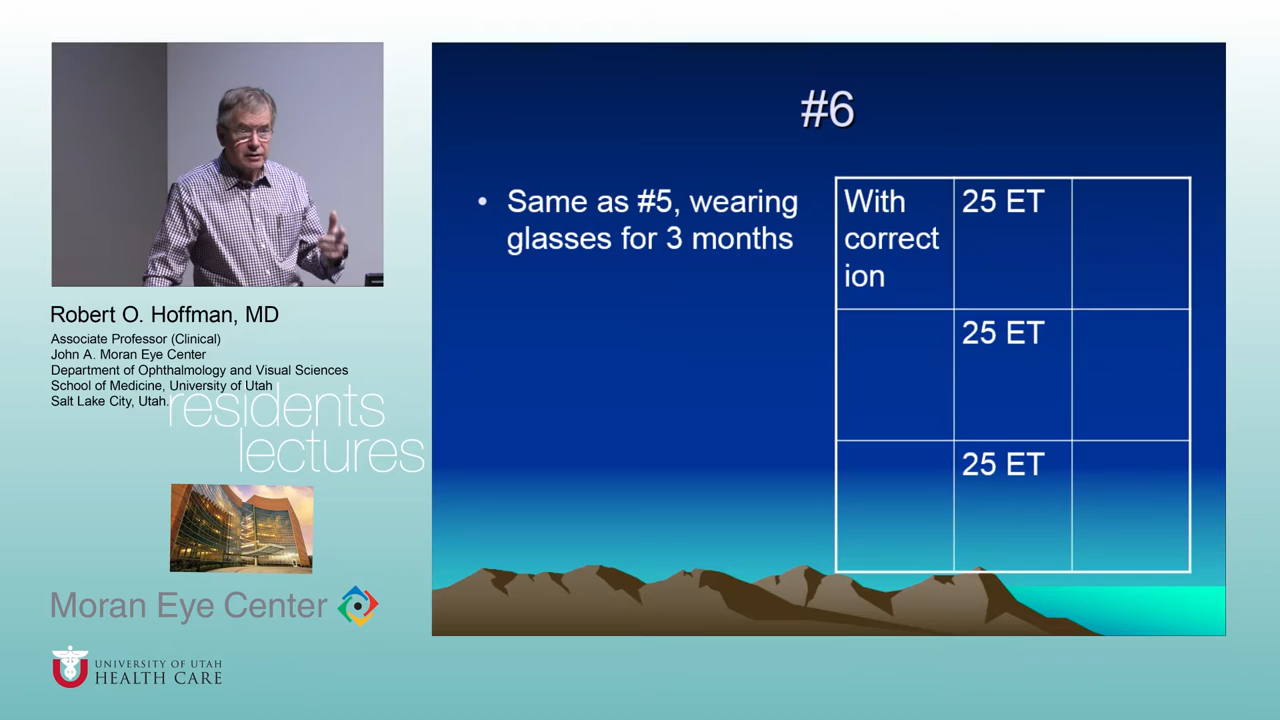 #6
• Same as #5, wearing
glasses for 3 months
With
correct
ion
25 ET
25 ET
25 ET
Robert O. Hoffman, MD
Associate Professor (Clinical)
John A. Moran Eye Center
Department of Ophthalmology and Visual Sciences
School of Medicine, University of Utah
Salt Lake City, Utah.
residents
lectures
Moran Eye Center
UNIVERSITY OF UTAH
HEALTH CARE